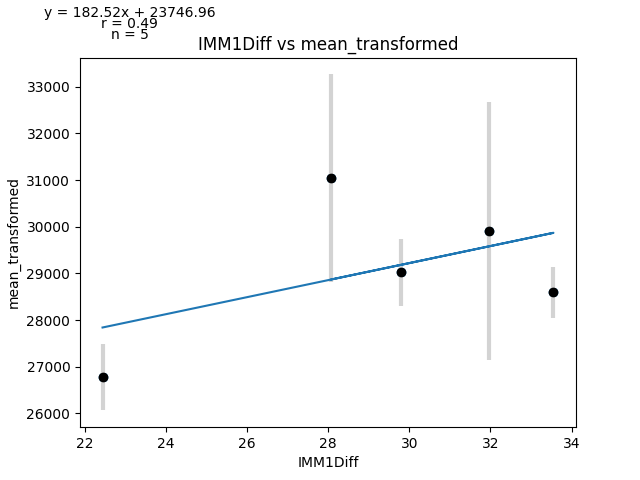 y = 182.52x + 23746.96
r = 0.49
n = 5
IMM1Diff vs mean_transformed
33000
32000
31000
30000
29000
28000
27000
26000
mean_transformed
22 24 26 28 30 32 34
IMM1Diff